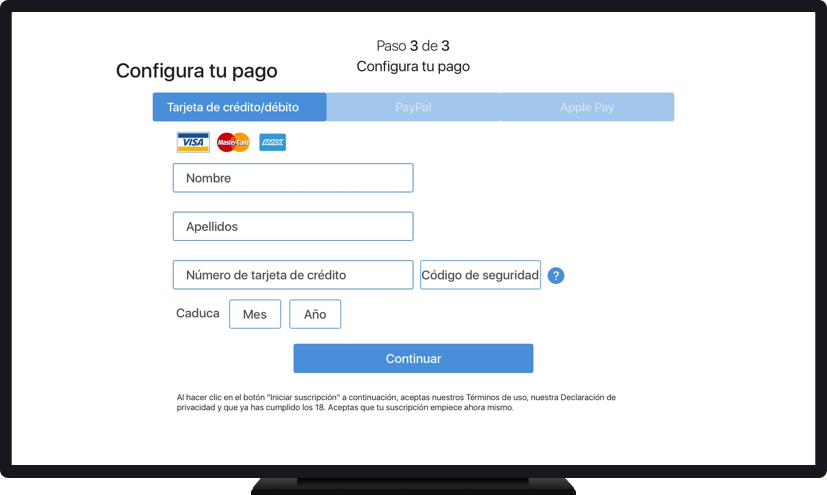 Paso 3 de 3
Configura tu pago
Configura tu pago
Tarjeta de crédito/débito PayPal Apple Pay
VISA MasterCard AMEX
Nombre
Apellidos
Número de tarjeta de crédito Código de seguridad ?
Caduca Mes Año
Continuar
Al hacer clic en el botón "Iniciar suscripción" a continuación, aceptas nuestros Términos de uso, nuestra Declaración de
privacidad y que ya has cumplido los 18. Aceptas que tu suscripción empiece ahora mismo.